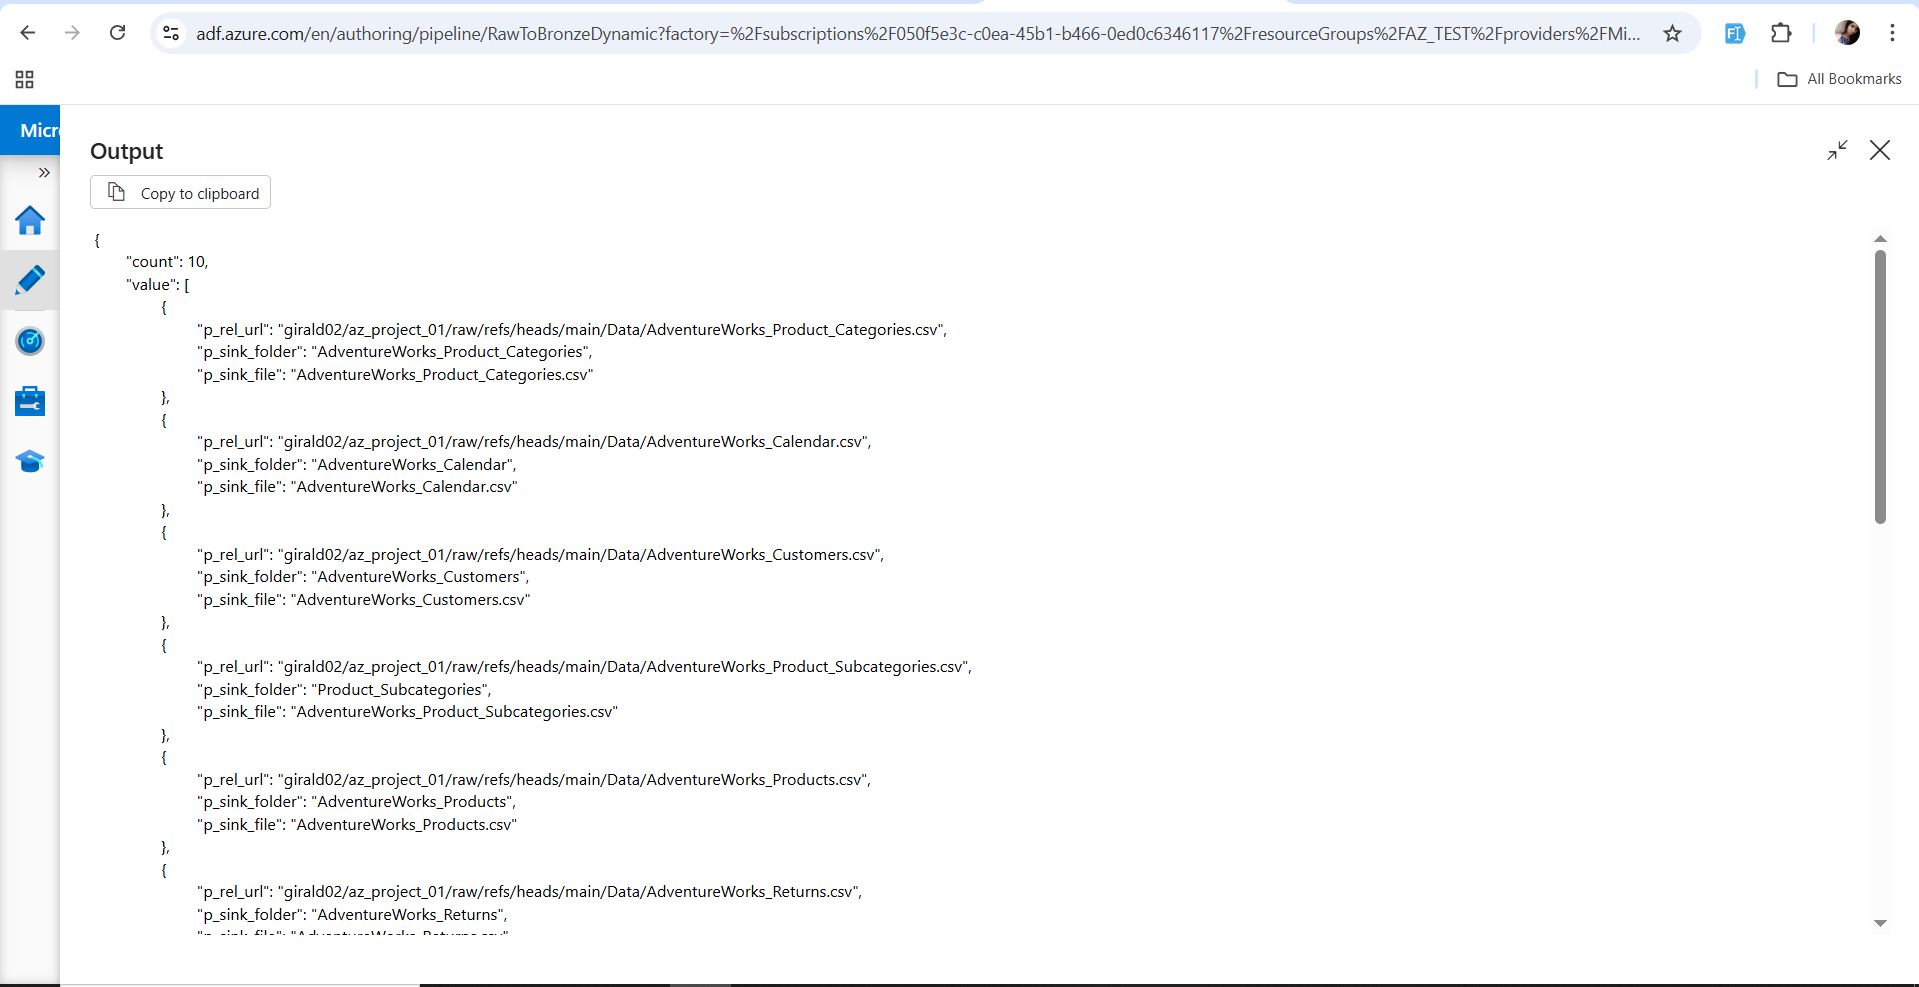 adf.azure.com/en/authoring/pipeline/RawToBronzeDynamic?factory=%2Fsubscriptions%2F050f5e3c-c0ea-45b1-b466-0ed0c6346117%2FresourceGroups%2FAZ_TEST%2Fproviders%2FMi...
All Bookmarks
Micr
Output
Copy to clipboard
{
"count": 10,
"value": [
{
"p_rel_url": "girald02/az_project_01/raw/refs/heads/main/Data/AdventureWorks_Product_Categories.csv",
"p_sink_folder": "AdventureWorks_Product_Categories",
"p_sink_file": "AdventureWorks_Product_Categories.csv"
},
{
"p_rel_url": "girald02/az_project_01/raw/refs/heads/main/Data/AdventureWorks_Calendar.csv",
"p_sink_folder": "AdventureWorks_Calendar",
"p_sink_file": "AdventureWorks_Calendar.csv"
},
{
"p_rel_url": "girald02/az_project_01/raw/refs/heads/main/Data/AdventureWorks_Customers.csv",
"p_sink_folder": "AdventureWorks_Customers",
"p_sink_file": "AdventureWorks_Customers.csv"
},
{
"p_rel_url": "girald02/az_project_01/raw/refs/heads/main/Data/AdventureWorks_Product_Subcategories.csv",
"p_sink_folder": "Product_Subcategories",
"p_sink_file": "AdventureWorks_Product_Subcategories.csv"
},
{
"p_rel_url": "girald02/az_project_01/raw/refs/heads/main/Data/AdventureWorks_Products.csv",
"p_sink_folder": "AdventureWorks_Products",
"p_sink_file": "AdventureWorks_Products.csv"
},
{
"p_rel_url": "girald02/az_project_01/raw/refs/heads/main/Data/AdventureWorks_Returns.csv",
"p_sink_folder": "AdventureWorks_Returns",
"p_sink_file": "AdventureWorks_Returns.csv"